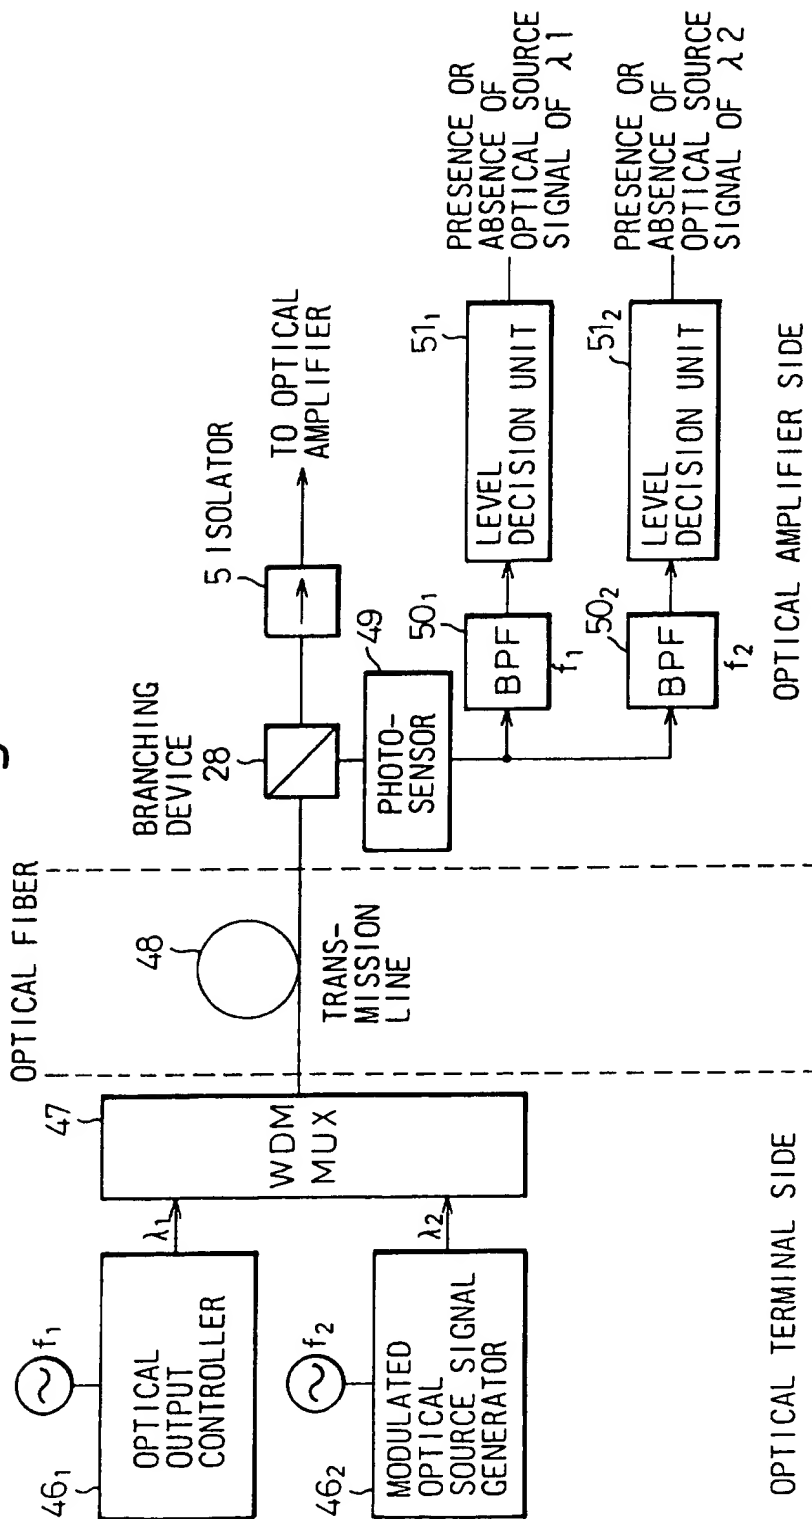 OPTICAL FIBER
46₁
f₁
OPTICAL
OUTPUT
CONTROLLER
λ₁
46₂
f₂
MODULATED
OPTICAL
SOURCE SIGNAL
GENERATOR
λ₂
47
WDM
MUX
48
TRANS-
MISSION
LINE
BRANCHING
DEVICE
28
5 ISOLATOR
TO OPTICAL
AMPLIFIER
49
PHOTO-
SENSOR
50₁
BPF
f₁
51₁
LEVEL
DECISION UNIT
PRESENCE OR
ABSENCE OF
OPTICAL SOURCE
SIGNAL OF λ1
50₂
BPF
f₂
51₂
LEVEL
DECISION UNIT
PRESENCE OR
ABSENCE OF
OPTICAL SOURCE
SIGNAL OF λ2
OPTICAL TERMINAL SIDE
OPTICAL AMPLIFIER SIDE